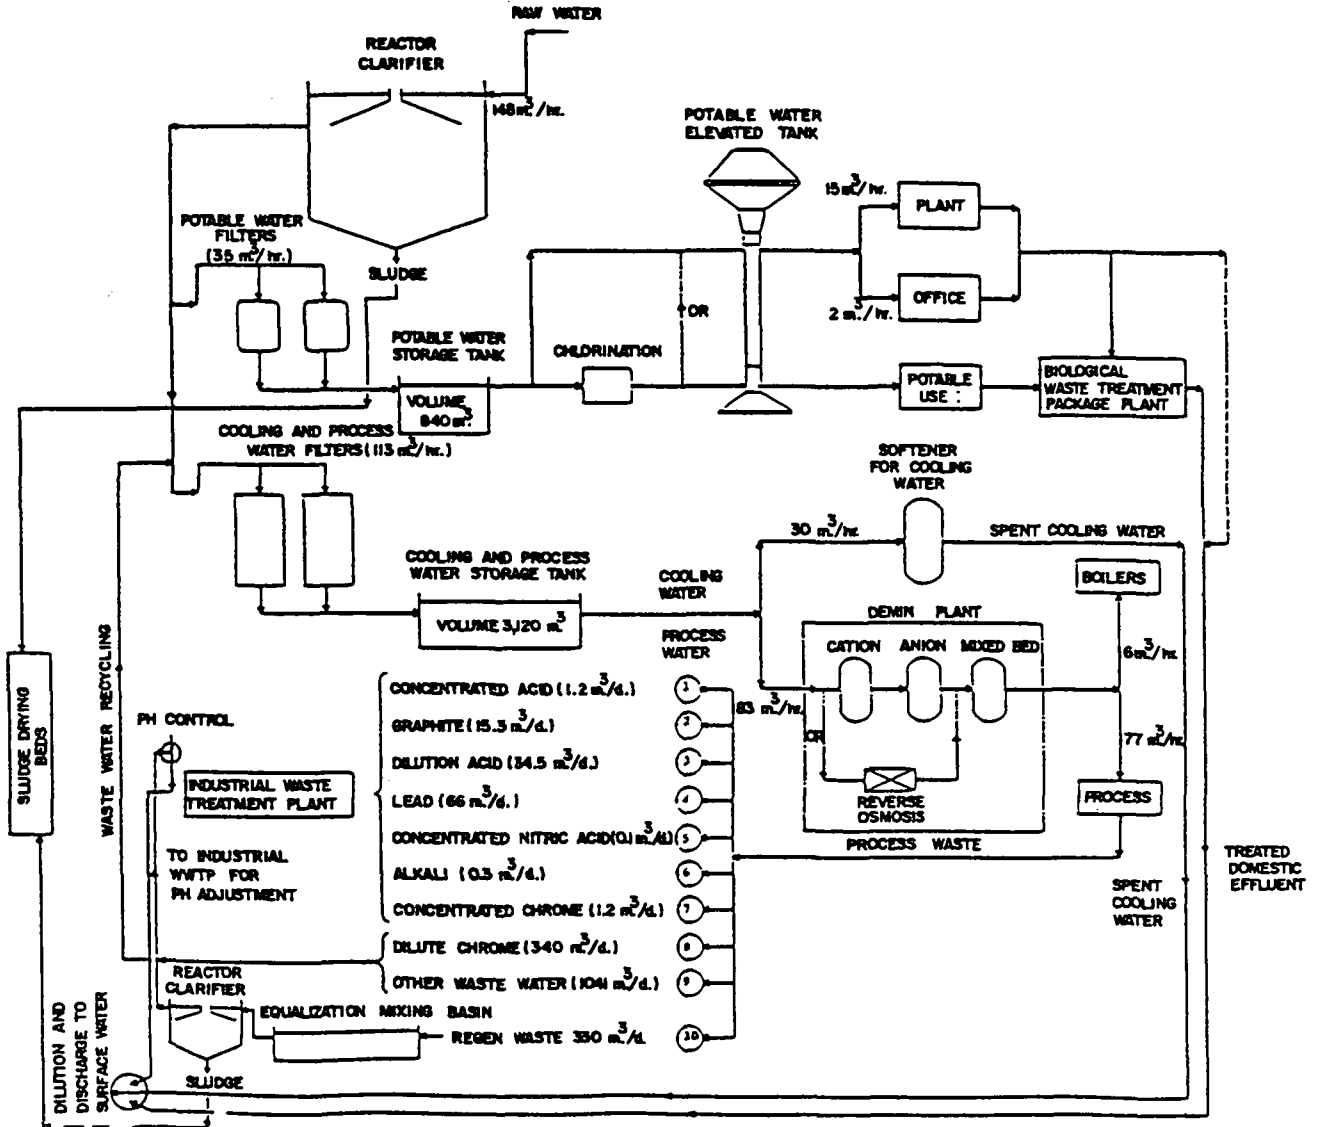 RAW WATER
REACTOR
CLARIFIER
148 m³/hr.
POTABLE WATER
ELEVATED TANK
15 m³/hr.
PLANT
POTABLE WATER
FILTERS
(35 m³/hr.)
SLUDGE
OFFICE
2 m³/hr.
OR
POTABLE WATER
STORAGE TANK
CHLORINATION
VOLUME
840 m³.
POTABLE
USE :
BIOLOGICAL
WASTE TREATMENT
PACKAGE PLANT
COOLING AND PROCESS
WATER FILTERS (113 m³/hr.)
SOFTENER
FOR COOLING
WATER
30 m³/hr.
SPENT COOLING WATER
COOLING AND PROCESS
WATER STORAGE TANK
VOLUME 3,120 m³
COOLING
WATER
BOILERS
DEMIN PLANT
PROCESS
WATER
CATION
ANION
MIXED BED
6 m³/hr.
83 m³/hr.
OR
77 m³/hr.
REVERSE
OSMOSIS
PROCESS
PROCESS WASTE
SPENT
COOLING
WATER
TREATED
DOMESTIC
EFFLUENT
SLUDGE DRYING
BEDS
WASTE WATER RECYCLING
PH CONTROL
INDUSTRIAL WASTE
TREATMENT PLANT
TO INDUSTRIAL
WWTP FOR
PH ADJUSTMENT
CONCENTRATED ACID (1.2 m³/d.) 1
GRAPHITE (15.3 m³/d.) 2
DILUTION ACID (34.5 m³/d.) 3
LEAD (66 m³/d.) 4
CONCENTRATED NITRIC ACID (0.1 m³/d.) 5
ALKALI (0.3 m³/d.) 6
CONCENTRATED CHROME (1.2 m³/d.) 7
DILUTE CHROME (340 m³/d.) 8
OTHER WASTE WATER (1041 m³/d.) 9
REGEN WASTE 330 m³/d. 10
REACTOR
CLARIFIER
EQUALIZATION MIXING BASIN
SLUDGE
DILUTION AND
DISCHARGE TO
SURFACE WATER